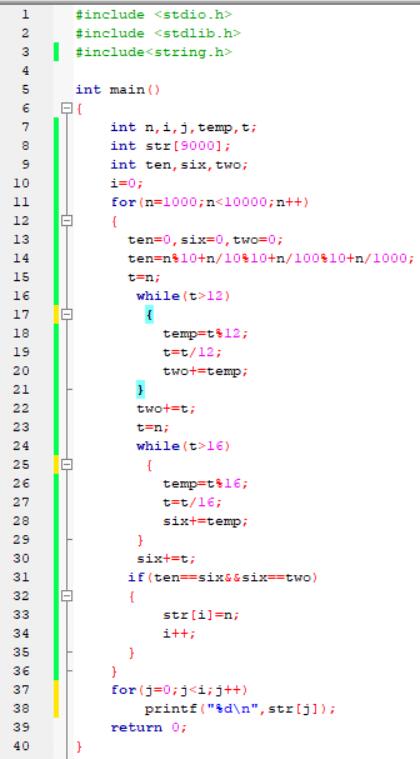 1 #include <stdio.h>
2 #include <stdlib.h>
3 #include<string.h>
4
5 int main()
6 {
7 int n,i,j,temp,t;
8 int str[9000];
9 int ten,six,two;
10 i=0;
11 for(n=1000;n<10000;n++)
12 {
13 ten=0,six=0,two=0;
14 ten=n%10+n/10%10+n/100%10+n/1000;
15 t=n;
16 while(t>12)
17 {
18 temp=t%12;
19 t=t/12;
20 two+=temp;
21 }
22 two+=t;
23 t=n;
24 while(t>16)
25 {
26 temp=t%16;
27 t=t/16;
28 six+=temp;
29 }
30 six+=t;
31 if(ten==six&&six==two)
32 {
33 str[i]=n;
34 i++;
35 }
36 }
37 for(j=0;j<i;j++)
38 printf("%d\n",str[j]);
39 return 0;
40 }